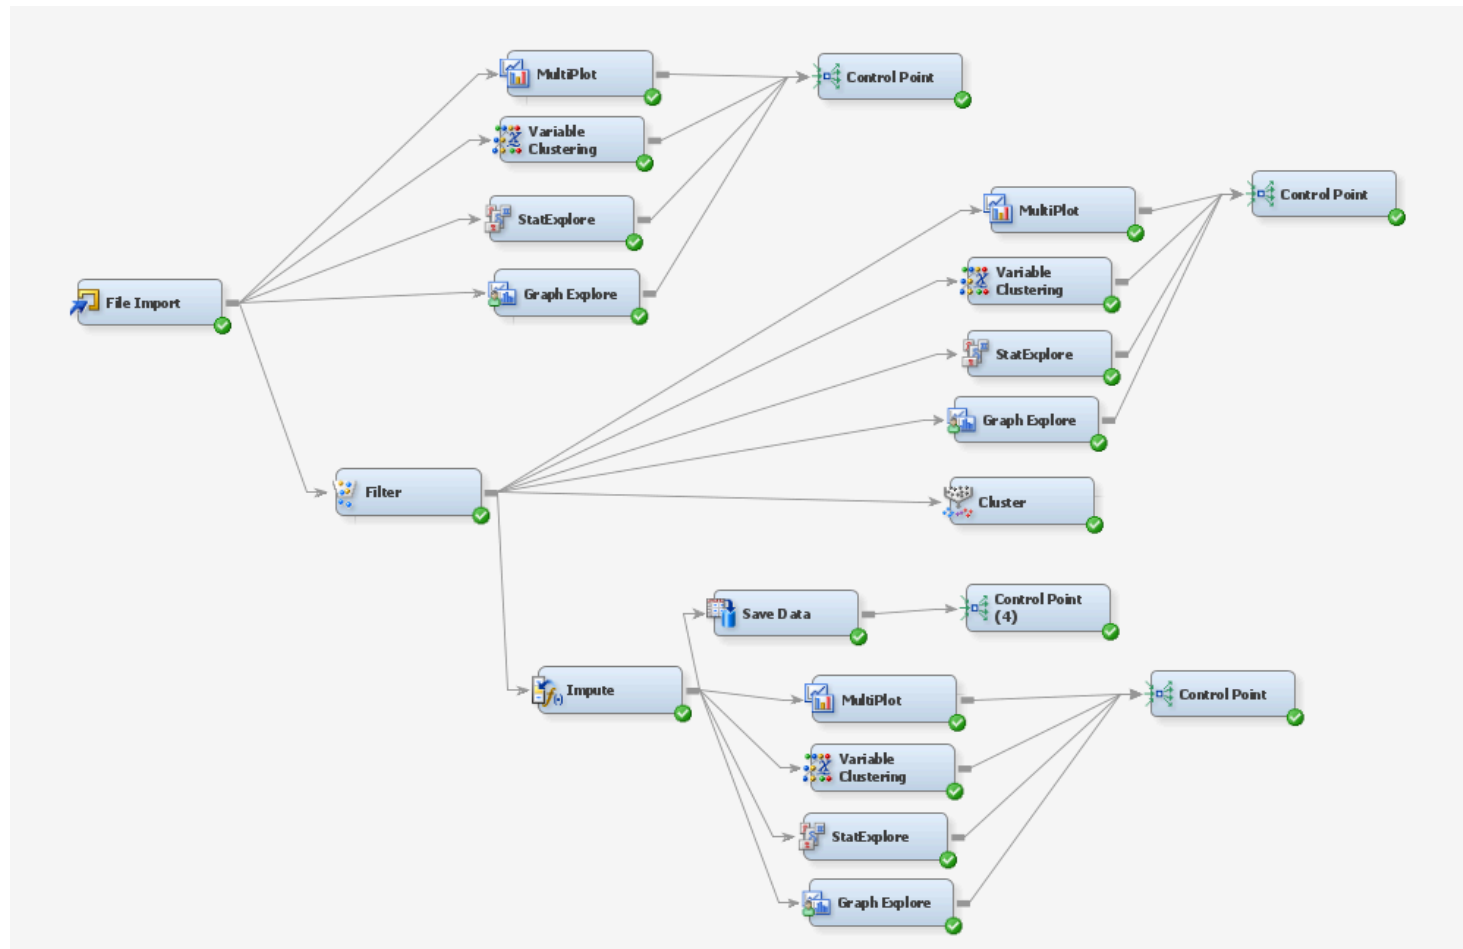 MultiPlot
Control Point
Variable
Clustering
StatExplore
Graph Explore
File Import
MultiPlot
Control Point
Variable
Clustering
StatExplore
Graph Explore
Filter
Cluster
Save Data
Control Point
(4)
Impute
MultiPlot
Control Point
Variable
Clustering
StatExplore
Graph Explore